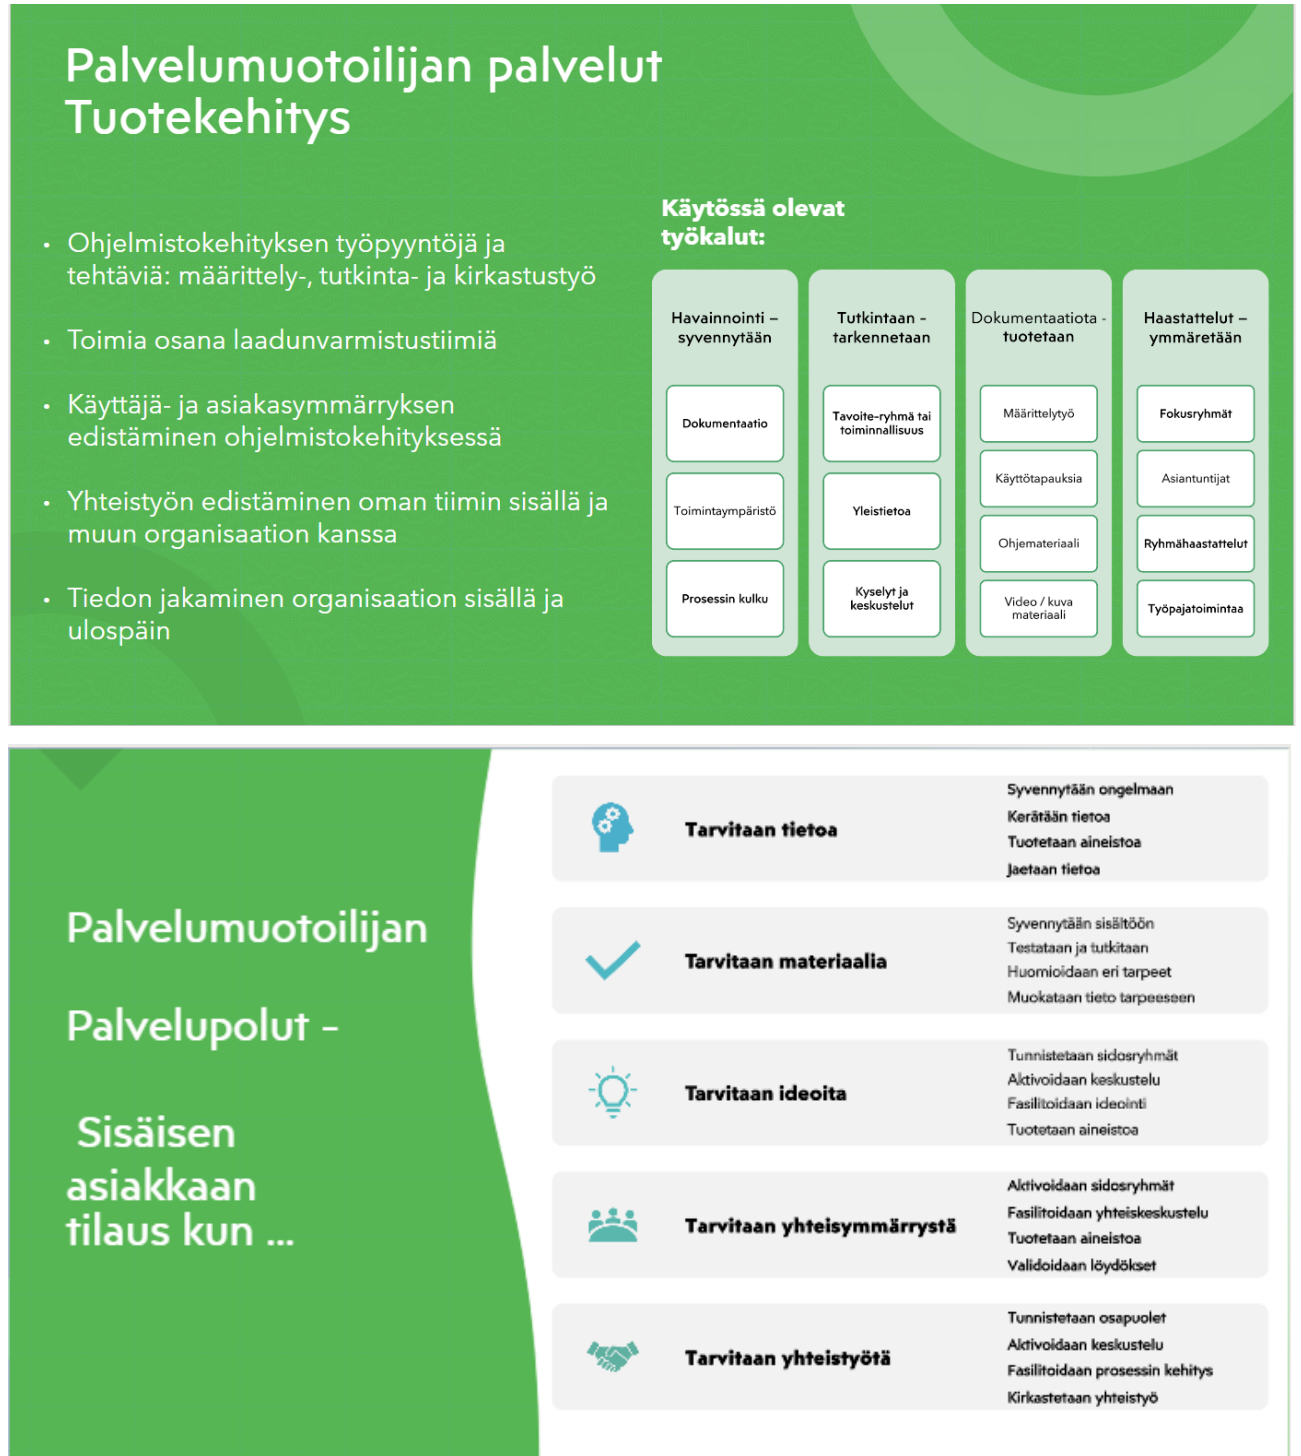 Palvelumuotoilijan palvelut
Tuotekehitys
• Ohjelmistokehityksen työpyyntöjä ja
tehtäviä: määrittely-, tutkinta- ja kirkastustyö
• Toimia osana laadunvarmistustiimiä
• Käyttäjä- ja asiakasymmärryksen
edistäminen ohjelmistokehityksessä
• Yhteistyön edistäminen oman tiimin sisällä ja
muun organisaation kanssa
• Tiedon jakaminen organisaation sisällä ja
ulospäin
Käytössä olevat
työkalut:
Havainnointi –
syvennytään
Dokumentaatio
Toimintaympäristö
Prosessin kulku
Tutkintaan -
tarkennetaan
Tavoite-ryhmä tai
toiminnallisuus
Yleistietoa
Kyselyt ja
keskustelut
Dokumentaatiota -
tuotetaan
Määrittelytyö
Käyttötapauksia
Ohjemateriaali
Video / kuva
materiaali
Haastattelut –
ymmäretään
Fokusryhmät
Asiantuntijat
Ryhmähaastattelut
Työpajatoimintaa
Palvelumuotoilijan
Palvelupolut -
Sisäisen
asiakkaan
tilaus kun ...
Tarvitaan tietoa
Syvennytään ongelmaan
Kerätään tietoa
Tuotetaan aineistoa
Jaetaan tietoa
Tarvitaan materiaalia
Syvennytään sisältöön
Testataan ja tutkitaan
Huomioidaan eri tarpeet
Muokataan tieto tarpeeseen
Tarvitaan ideoita
Tunnistetaan sidosryhmät
Aktivoidaan keskustelu
Fasilitoidaan ideointi
Tuotetaan aineistoa
Tarvitaan yhteisymmärrystä
Aktivoidaan sidosryhmät
Fasilitoidaan yhteiskeskustelu
Tuotetaan aineistoa
Validoidaan löydökset
Tarvitaan yhteistyötä
Tunnistetaan osapuolet
Aktivoidaan keskustelu
Fasilitoidaan prosessin kehitys
Kirkastetaan yhteistyö